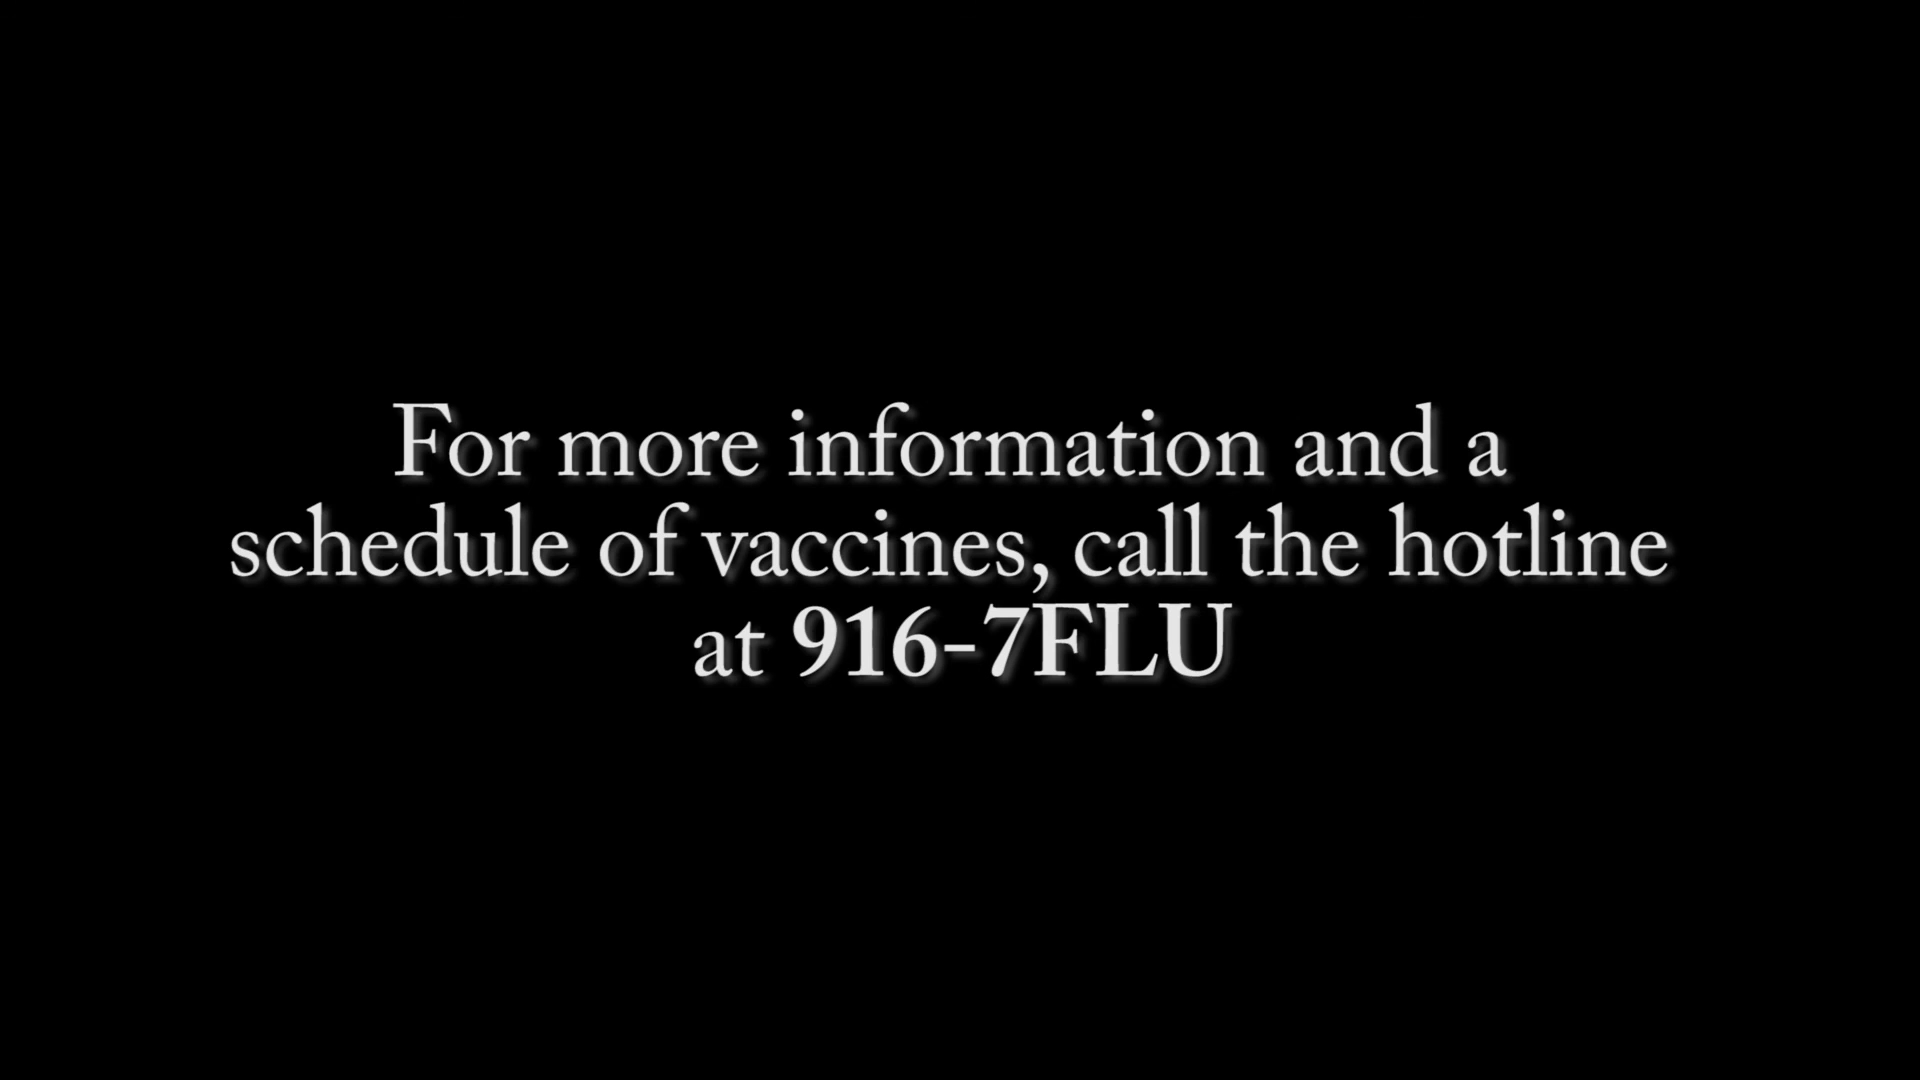 For more information and a
schedule of vaccines, call the hotline
at 916-7FLU